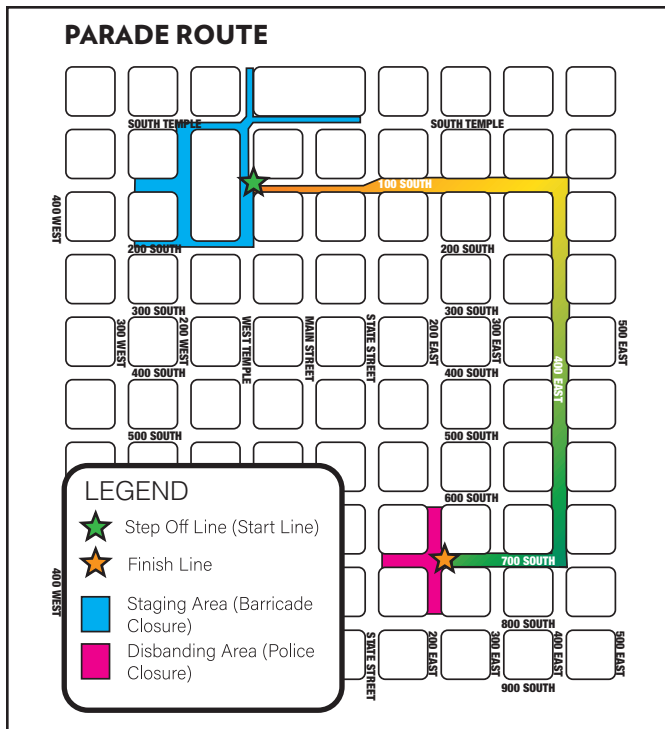 PARADE ROUTE
SOUTH TEMPLE
SOUTH TEMPLE
100 SOUTH
400 WEST
200 SOUTH
200 SOUTH
300 SOUTH
300 SOUTH
300 WEST
200 WEST
WEST TEMPLE
MAIN STREET
STATE STREET
200 EAST
300 EAST
400 EAST
500 EAST
400 SOUTH
400 SOUTH
500 SOUTH
500 SOUTH
600 SOUTH
700 SOUTH
400 WEST
LEGEND
Step Off Line (Start Line)
Finish Line
Staging Area (Barricade
Closure)
Disbanding Area (Police
Closure)
800 SOUTH
STATE STREET
200 EAST
300 EAST
400 EAST
500 EAST
900 SOUTH